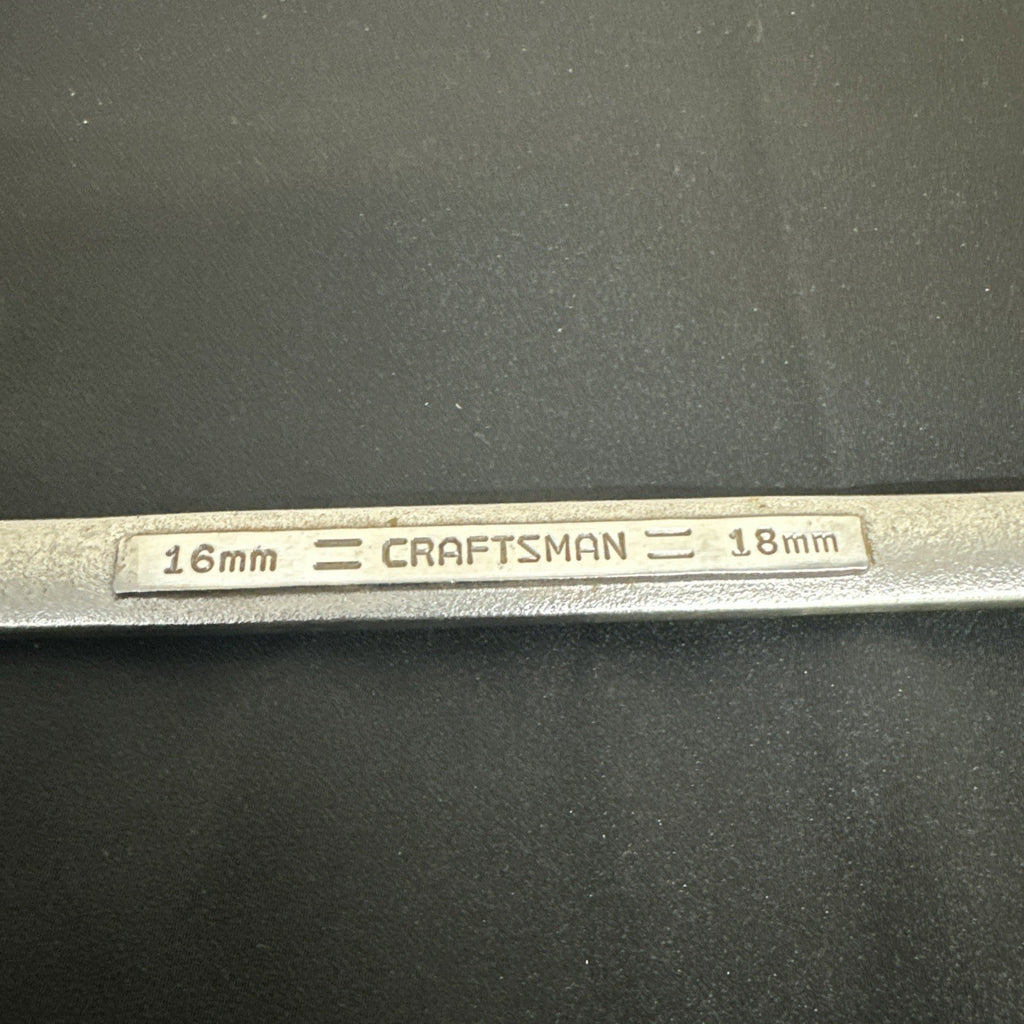 16mm = CRAFTSMAN = 18mm